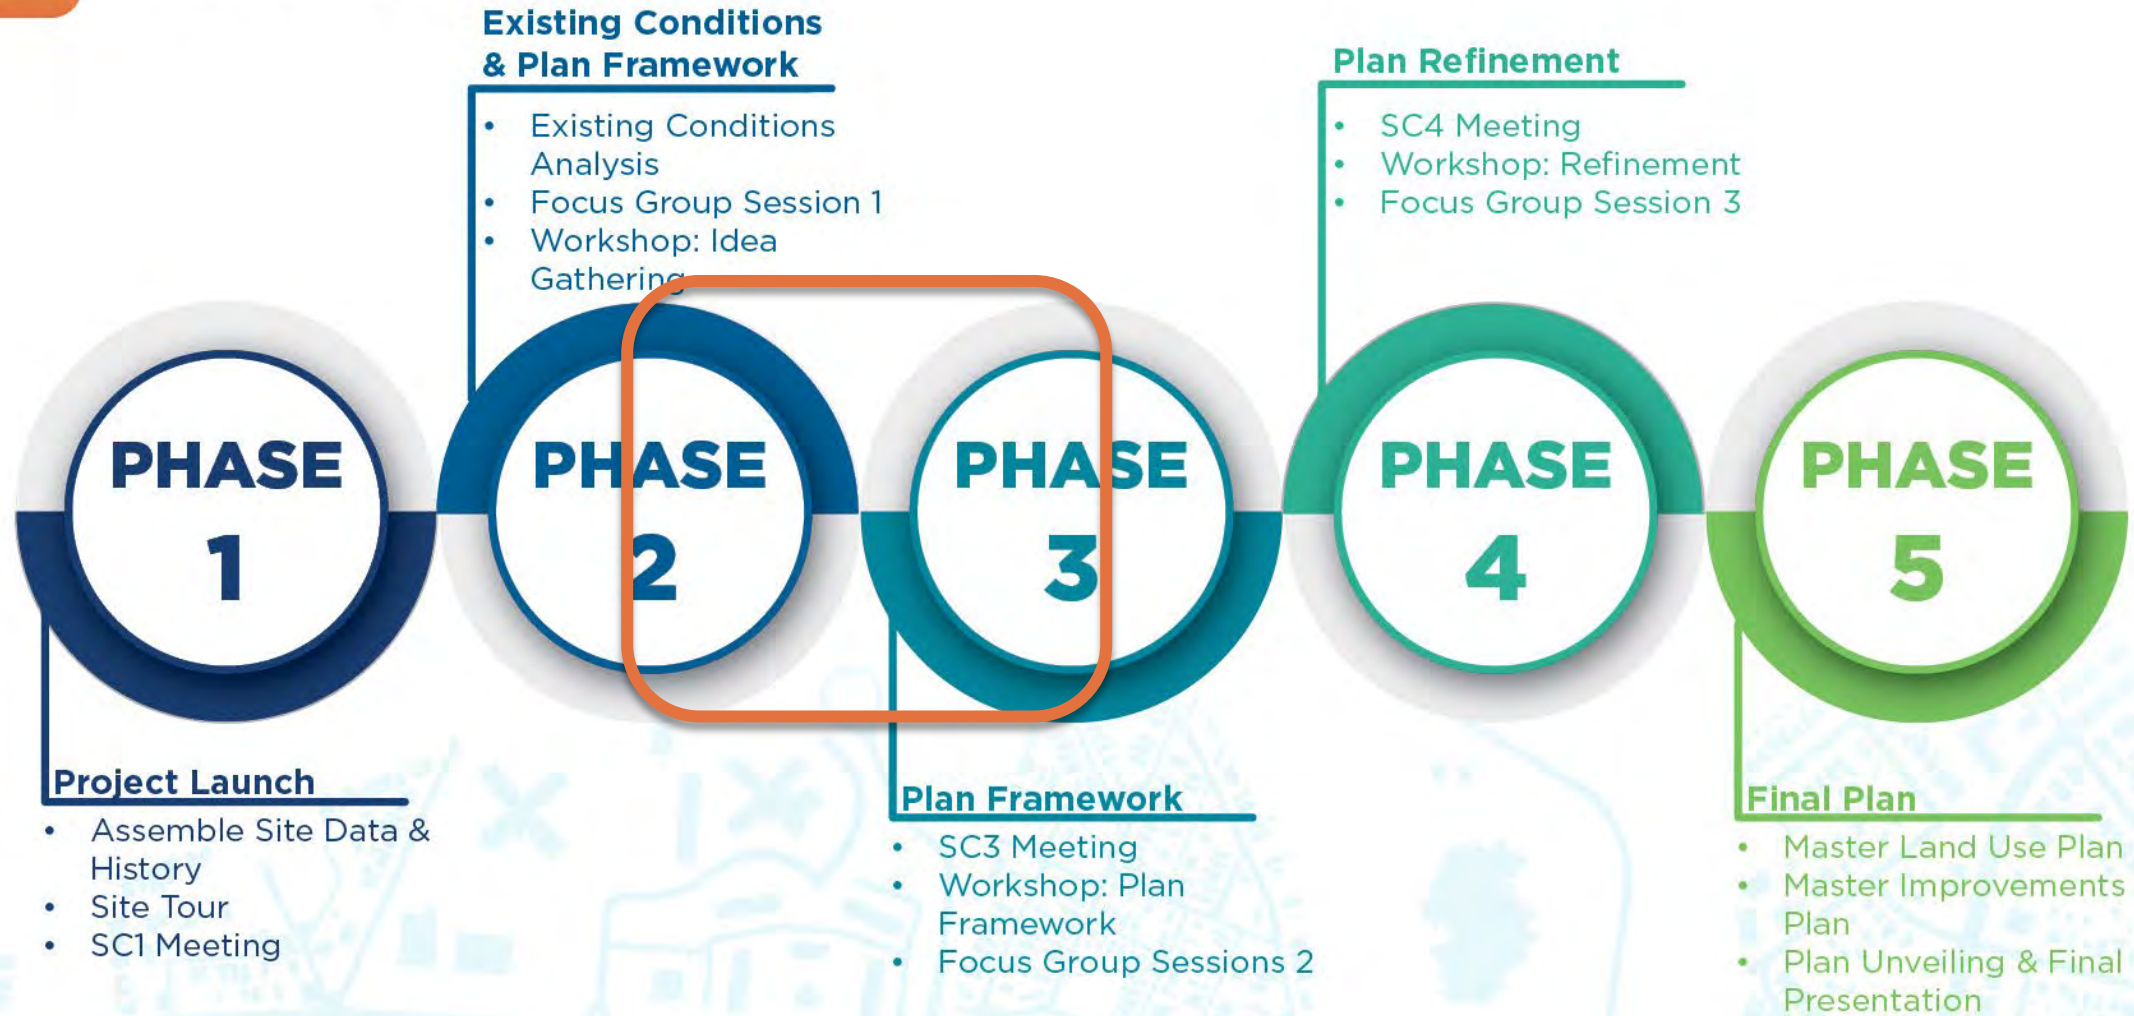 Existing Conditions
& Plan Framework
• Existing Conditions
Analysis
• Focus Group Session 1
• Workshop: Idea
Gathering
Plan Refinement
• SC4 Meeting
• Workshop: Refinement
• Focus Group Session 3
PHASE
1
PHASE
2
PHASE
3
PHASE
4
PHASE
5
Project Launch
• Assemble Site Data &
History
• Site Tour
• SC1 Meeting
Plan Framework
• SC3 Meeting
• Workshop: Plan
Framework
• Focus Group Sessions 2
Final Plan
• Master Land Use Plan
• Master Improvements
Plan
• Plan Unveiling & Final
Presentation